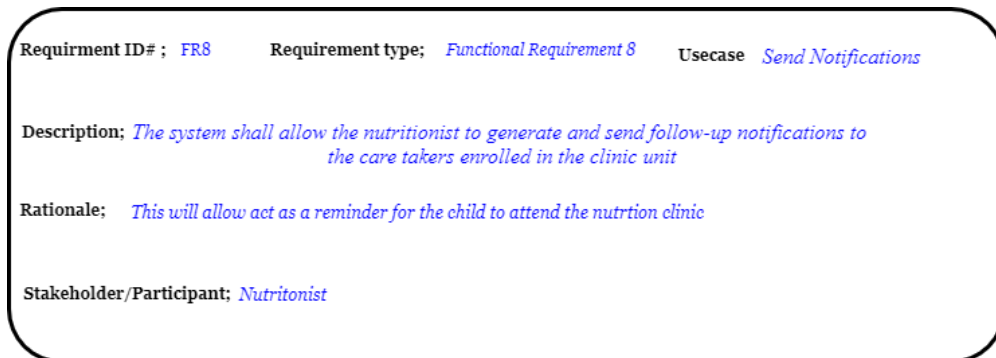 Requirment ID# ; FR8 Requirement type; Functional Requirement 8 Usecase Send Notifications
Description; The system shall allow the nutritionist to generate and send follow-up notifications to
the care takers enrolled in the clinic unit
Rationale; This will allow act as a reminder for the child to attend the nutrtion clinic
Stakeholder/Participant; Nutritonist